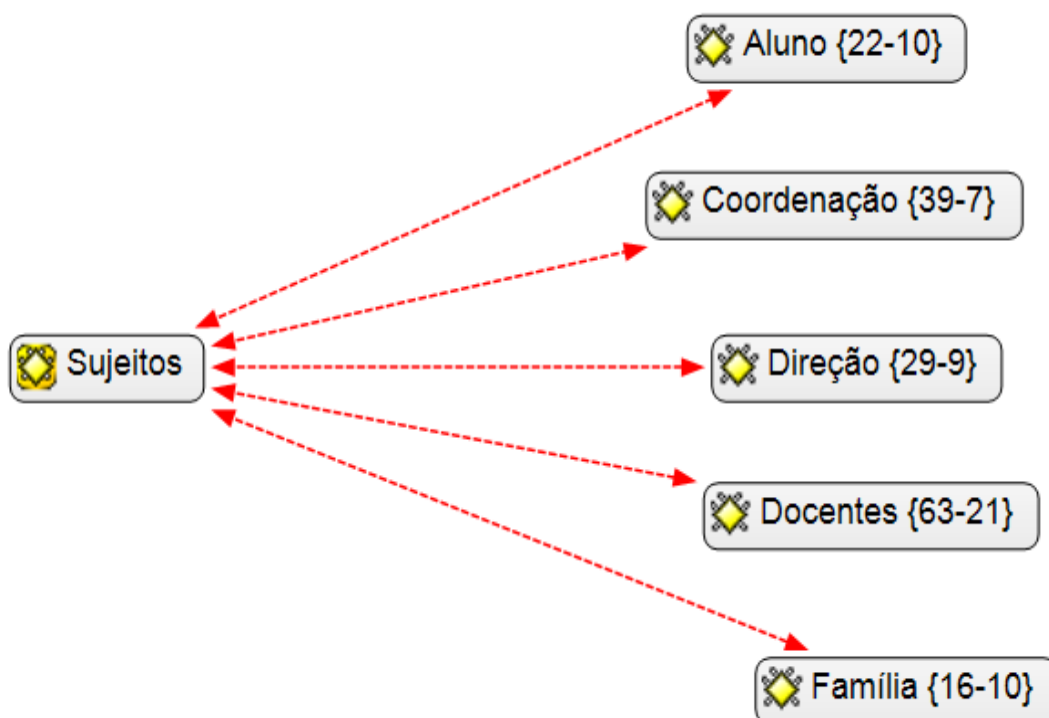 Aluno {22-10}
Coordenação {39-7}
Sujeitos
Direção {29-9}
Docentes {63-21}
Família {16-10}